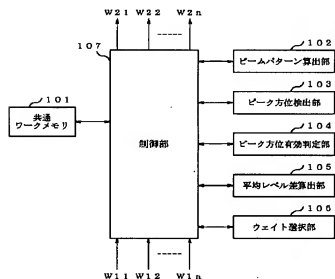 W21 W22 W2n
107
102
ビームパターン算出部
103
ピーク方位検出部
101
共通
ワークメモリ
制御部
104
ピーク方位有効判定部
105
平均レベル差算出部
106
ウェイト選択部
W11 W12 W1n